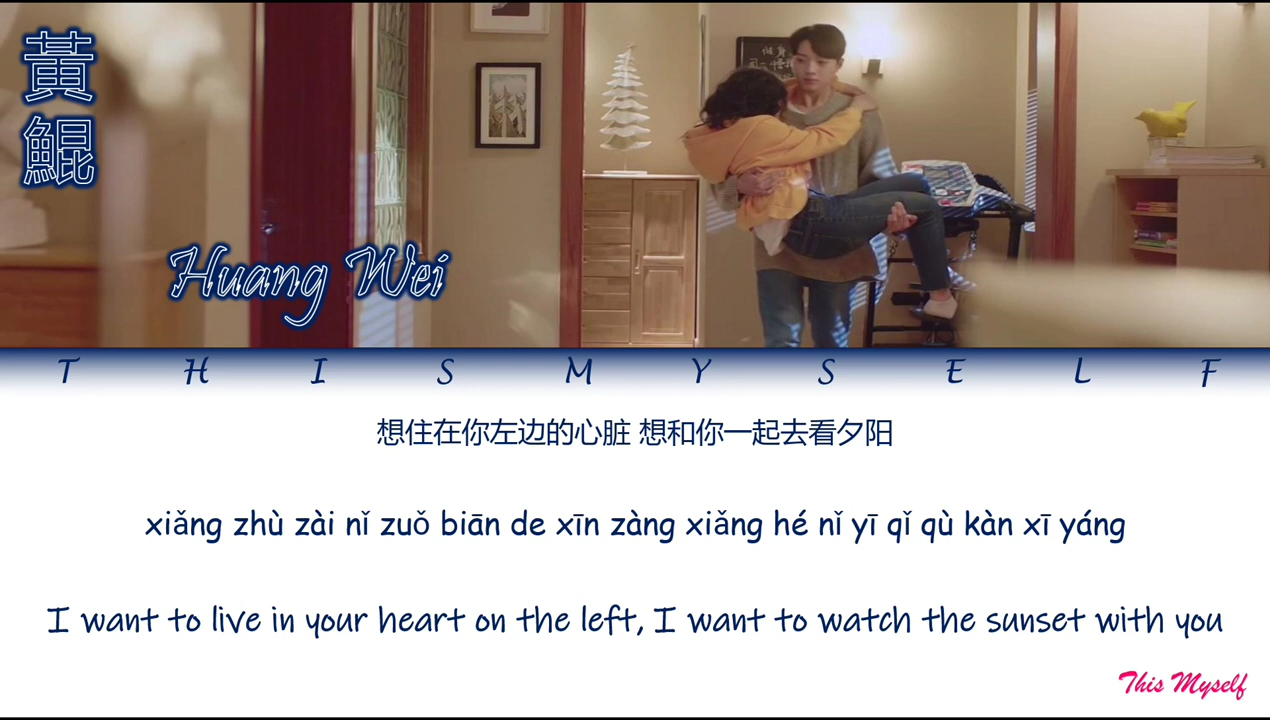 黃
鯤
Huang Wei
T H I S M Y S E L F
想住在你左边的心脏 想和你一起去看夕阳
xiǎng zhù zài nǐ zuǒ biān de xīn zàng xiǎng hé nǐ yī qǐ qù kàn xī yáng
I want to live in your heart on the left, I want to watch the sunset with you
This Myself